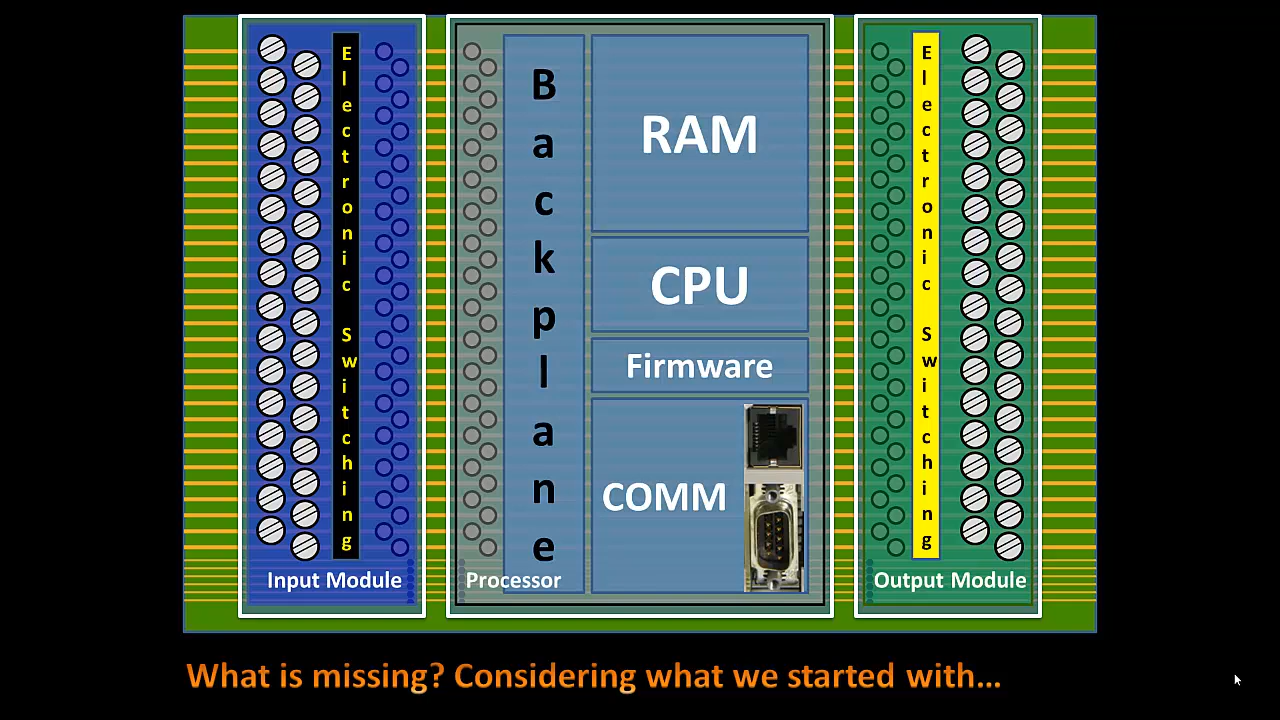 Electronic Switching
Input Module
Backplane
Processor
RAM
CPU
Firmware
COMM
Electronic Switching
Output Module
What is missing? Considering what we started with...